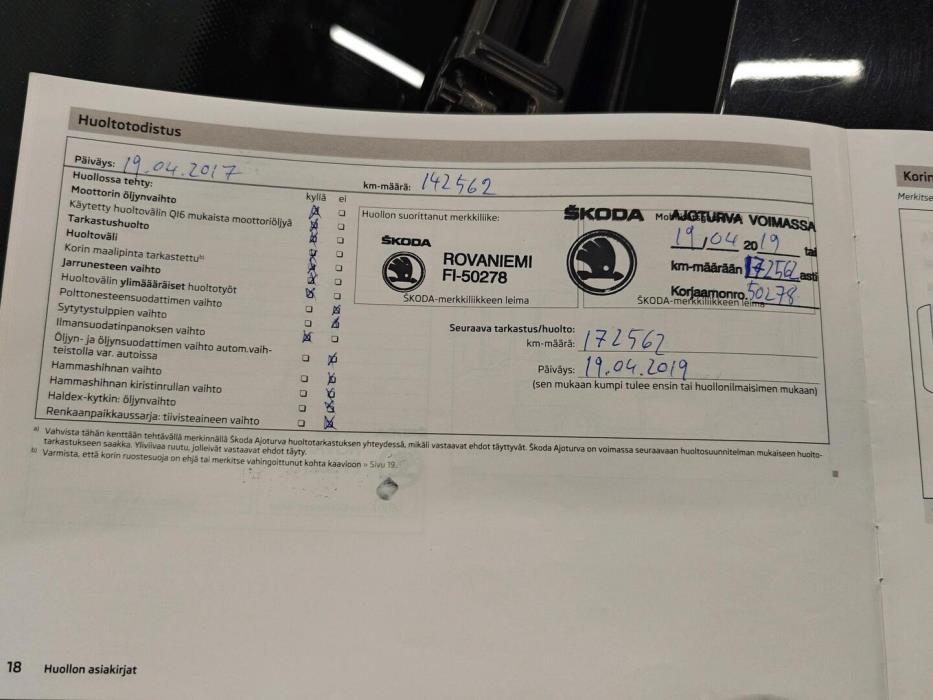 Huoltotodistus
Päiväys: 19.04.2017
km-määrä: 142562
Huollossa tehty:
kyllä ei
Moottorin öljynvaihto
Käytetty huoltovälin QI6 mukaista moottoriöljyä
Tarkastushuolto
Huoltoväli
Korin maalipinta tarkastettu b)
Jarrunesteen vaihto
Huoltovälin ylimääräiset huoltotyöt
Polttonesteensuodattimen vaihto
Sytytystulppien vaihto
Ilmansuodatinpanoksen vaihto
Öljyn- ja öljynsuodattimen vaihto autom.vaih-
teistolla var. autoissa
Hammashihnan vaihto
Hammashihnan kiristinrullan vaihto
Haldex-kytkin: öljynvaihto
Renkaanpaikkaussarja: tiivisteaineen vaihto
Huollon suorittanut merkkiliike:
ŠKODA
ROVANIEMI
FI-50278
ŠKODA-merkkiliikkeen leima
ŠKODA
AJOTURVA VOIMASSA
19/04 2019 tai
km-määrään 172562 asti
Korjaamonro. 50278
ŠKODA-merkkiliikkeen leima
Seuraava tarkastus/huolto:
km-määrä: 172562
Päiväys: 19.04.2019
(sen mukaan kumpi tulee ensin tai huollonilmaisimen mukaan)
a) Vahvista tähän kenttään tehtävällä merkinnällä Škoda Ajoturva huoltotarkastuksen yhteydessä, mikäli vastaavat ehdot täyttyvät. Škoda Ajoturva on voimassa seuraavaan huoltosuunnitelman mukaiseen huolto-
tarkastukseen saakka. Yliviivaa ruutu, jolleivät vastaavat ehdot täyty.
b) Varmista, että korin ruostesuoja on ehjä tai merkitse vahingoittunut kohta kaavioon » Sivu 19.
18 Huollon asiakirjat
Korin
Merkitse